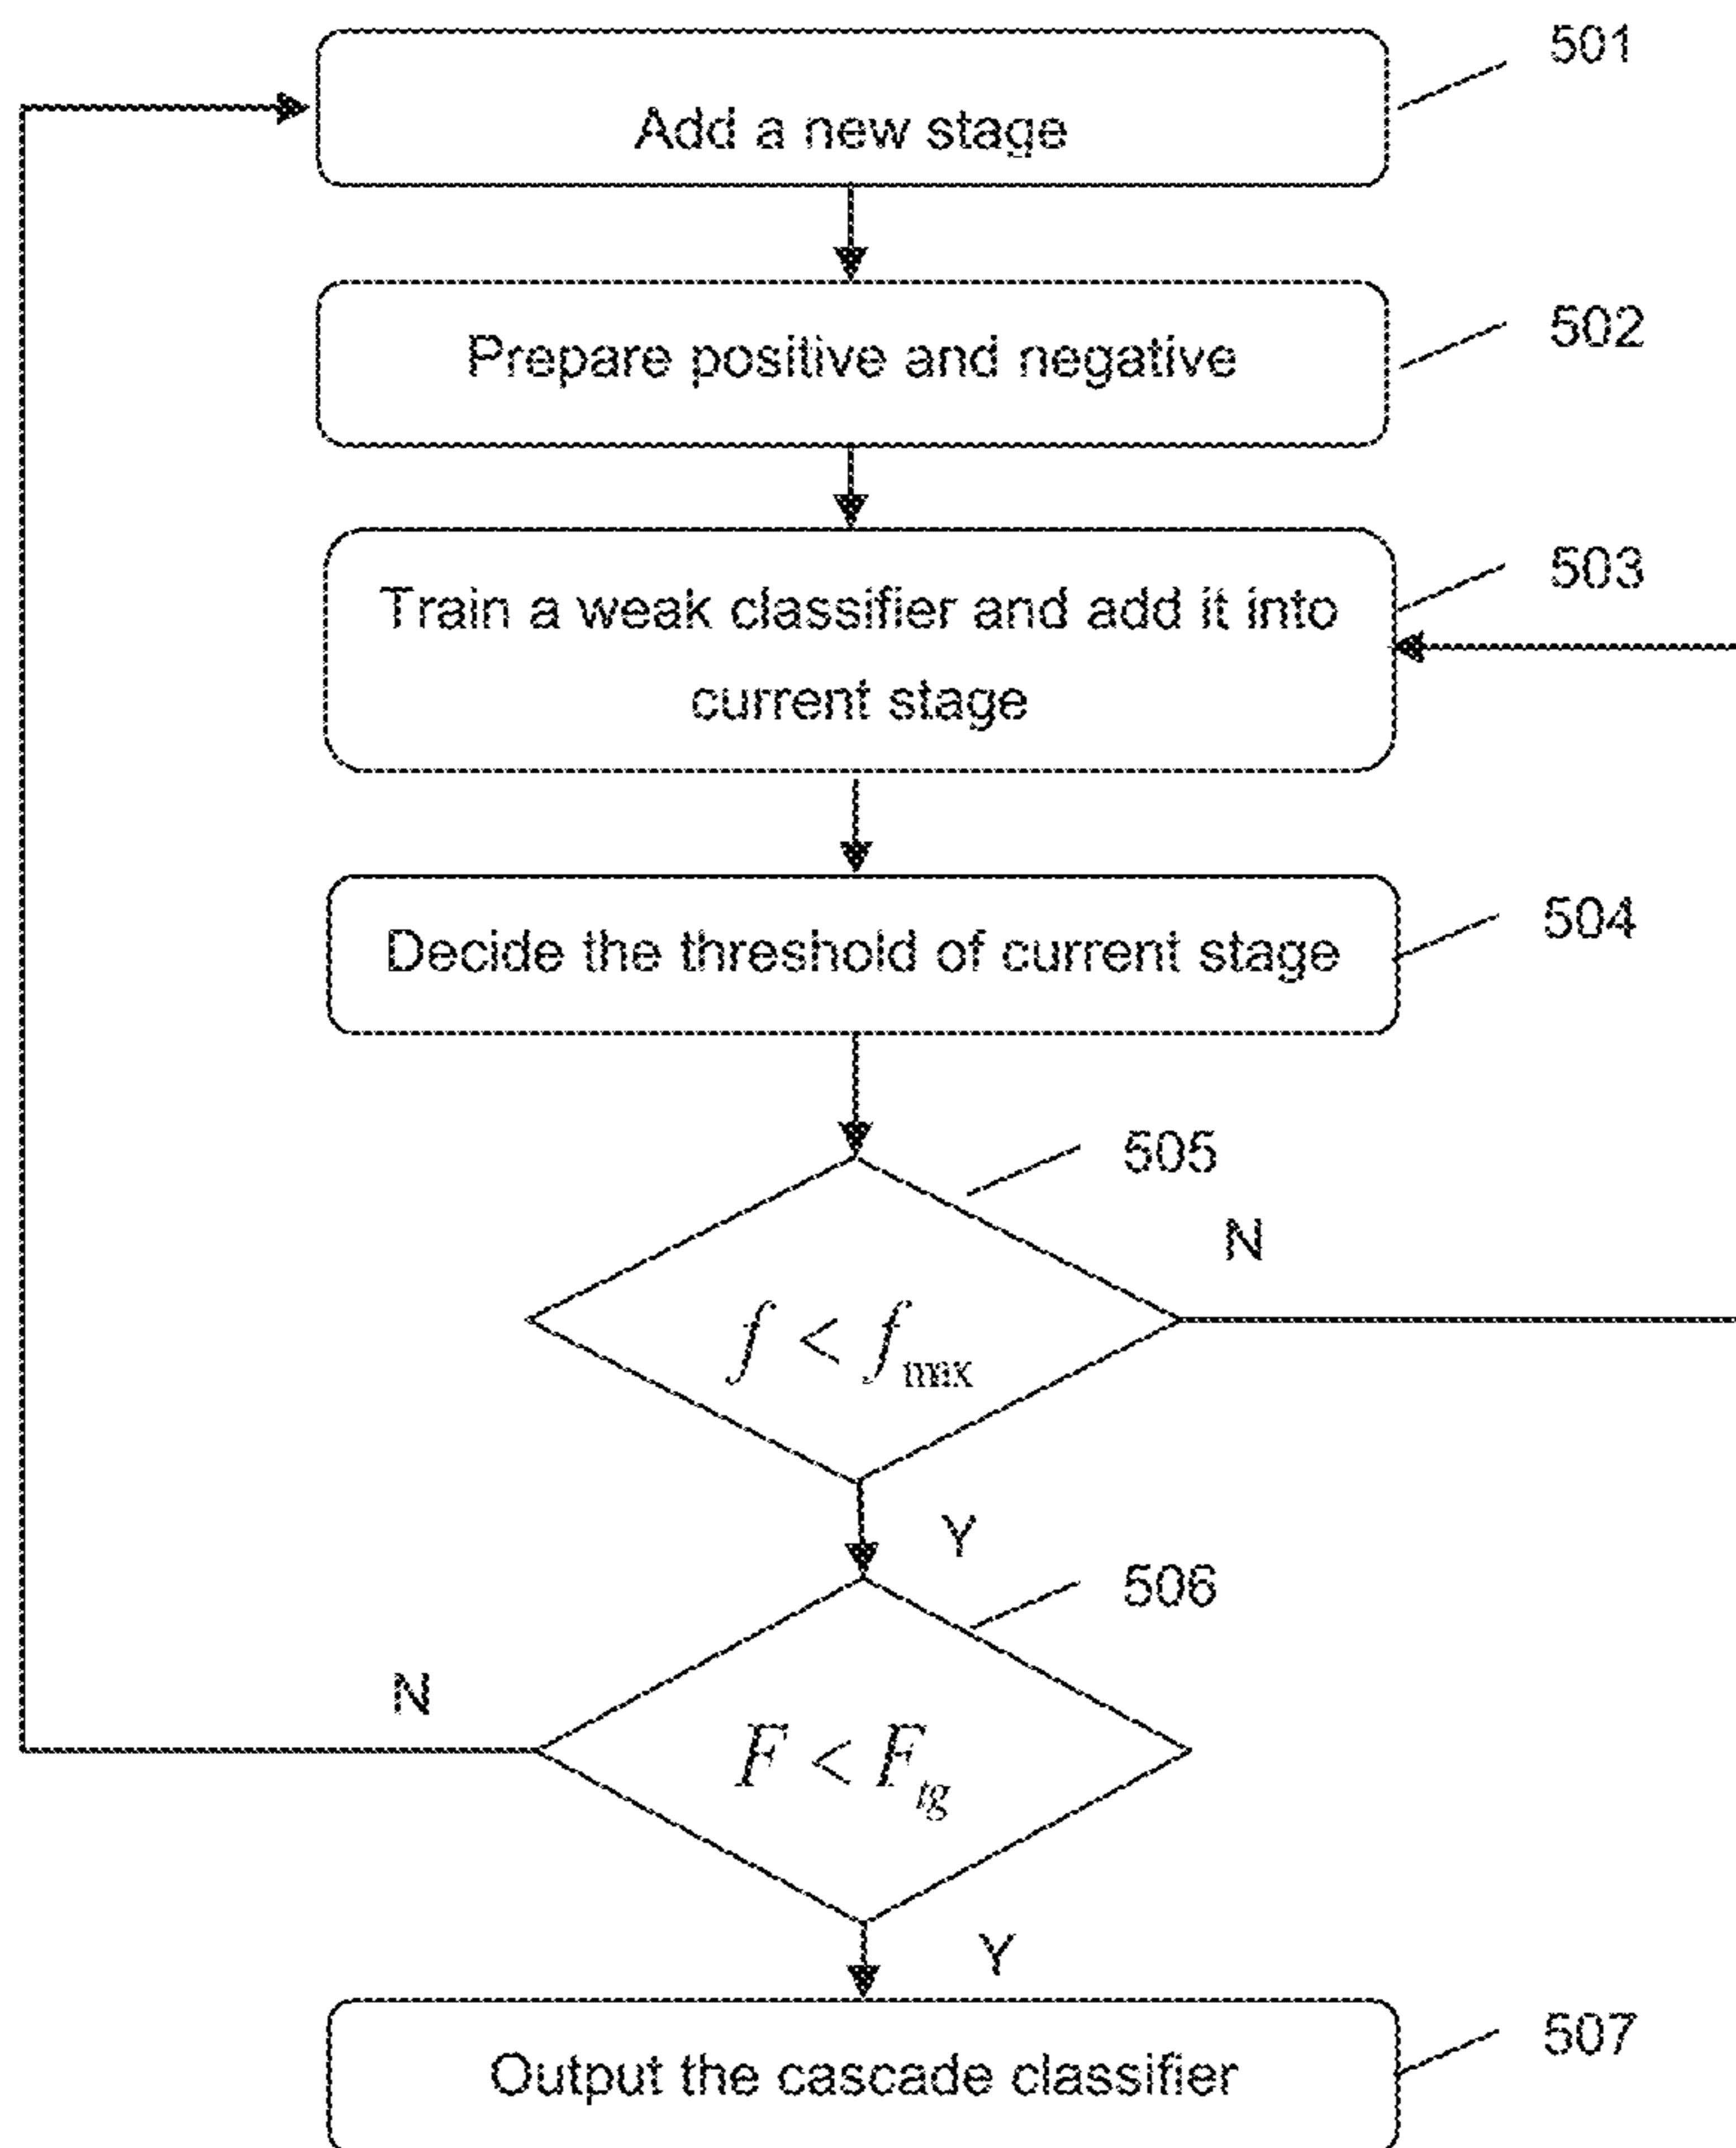 501
Add a new stage
502
Prepare positive and negative
503
Train a weak classifier and add it into
current stage
504
Decide the threshold of current stage
505
N
f < fmax
Y
506
N
F < Ftg
Y
507
Output the cascade classifier